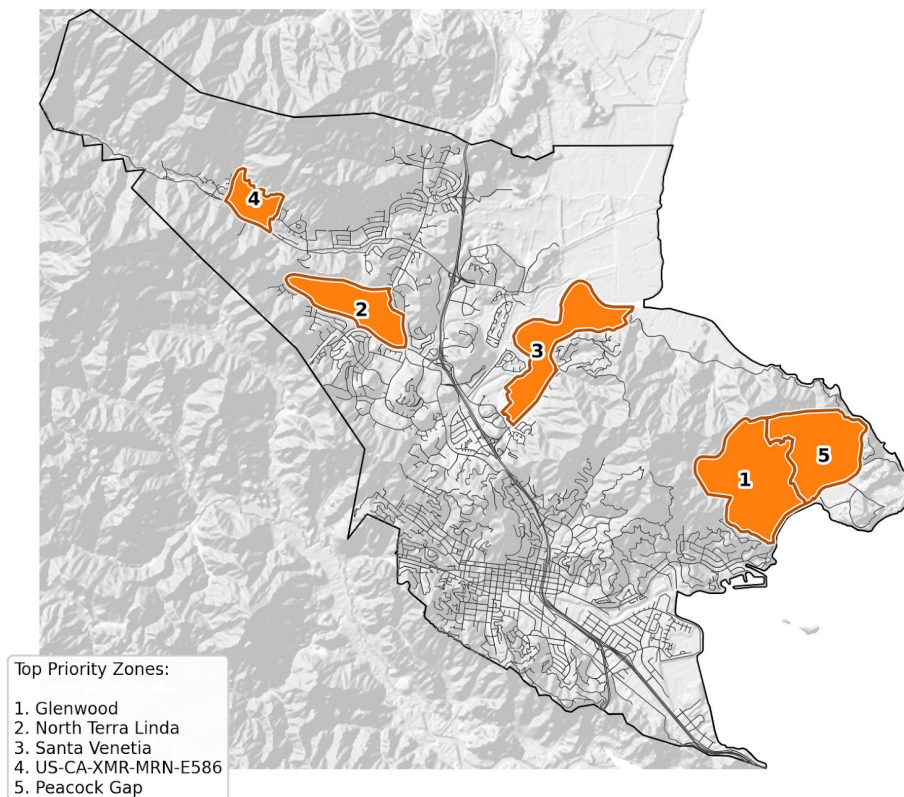 4
2
3
1
5
Top Priority Zones:
1. Glenwood
2. North Terra Linda
3. Santa Venetia
4. US-CA-XMR-MRN-E586
5. Peacock Gap